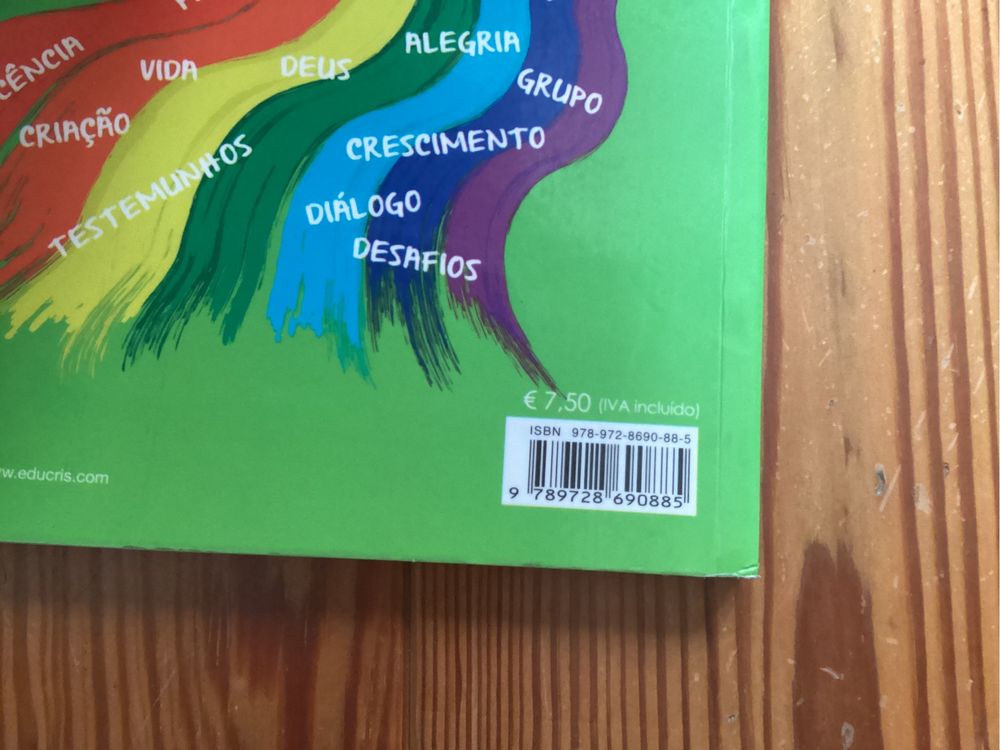 ALEGRIA
VIDA
DEUS
GRUPO
CRIAÇÃO
CRESCIMENTO
TESTEMUNHOS
DIÁLOGO
DESAFIOS
€ 7,50 (IVA incluído)
ISBN 978-972-8690-88-5
9 789728 690885
w.educris.com